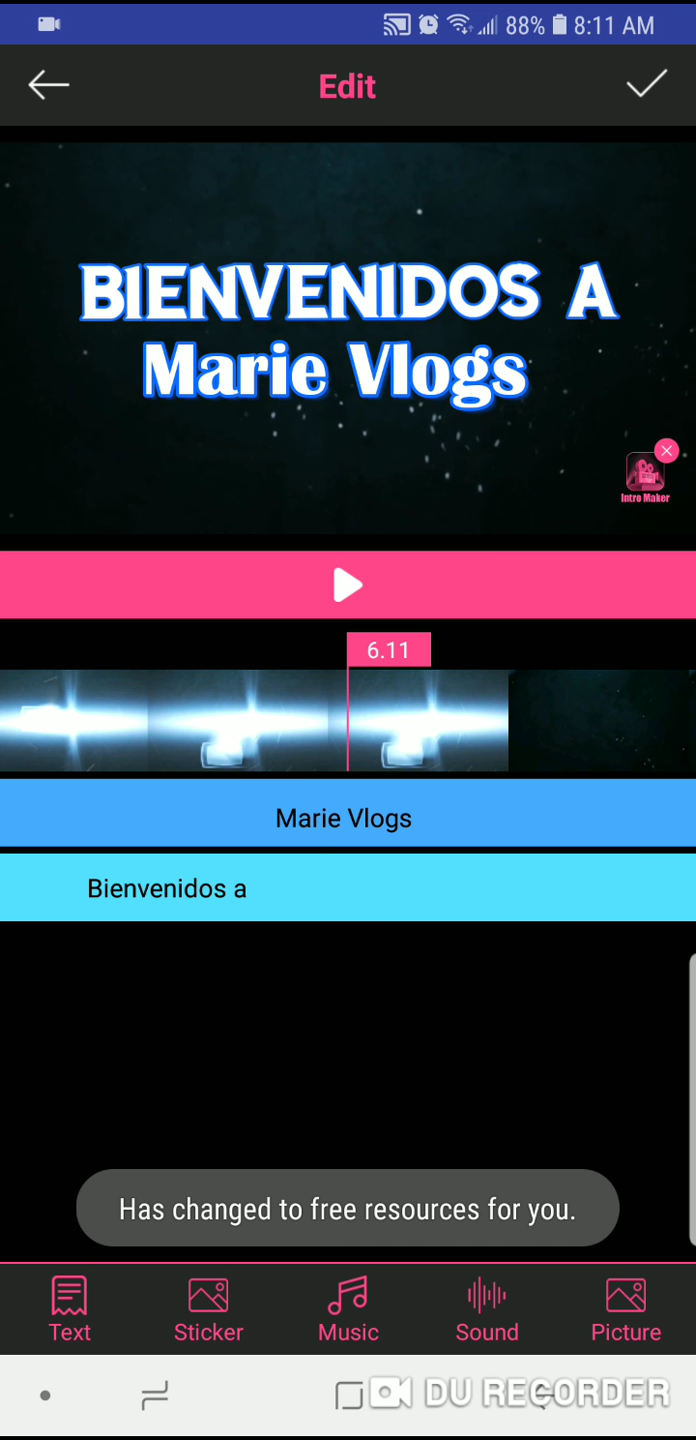 88% 8:11 AM
Edit
BIENVENIDOS A
Marie Vlogs
Intro Maker
6.11
Marie Vlogs
Bienvenidos a
Has changed to free resources for you.
Text Sticker Music Sound Picture
DU RECORDER